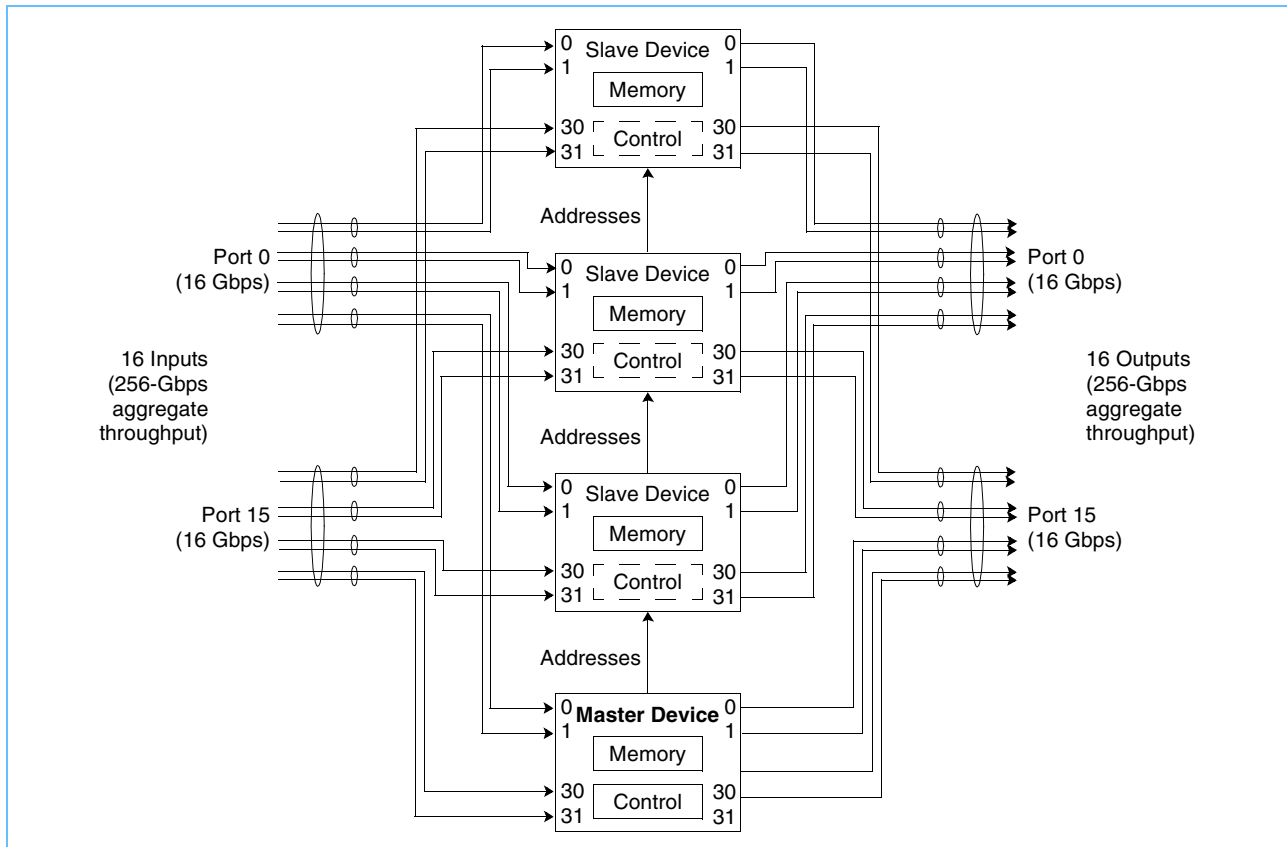 0 Slave Device 0
1 1
Memory
30 Control 30
31 31
Addresses
Port 0
(16 Gbps)
0 Slave Device 0
1 1
Memory
30 Control 30
31 31
Port 0
(16 Gbps)
16 Inputs
(256-Gbps
aggregate
throughput)
16 Outputs
(256-Gbps
aggregate
throughput)
Addresses
Port 15
(16 Gbps)
0 Slave Device 0
1 1
Memory
30 Control 30
31 31
Port 15
(16 Gbps)
Addresses
0 Master Device 0
1 1
Memory
30 Control 30
31 31